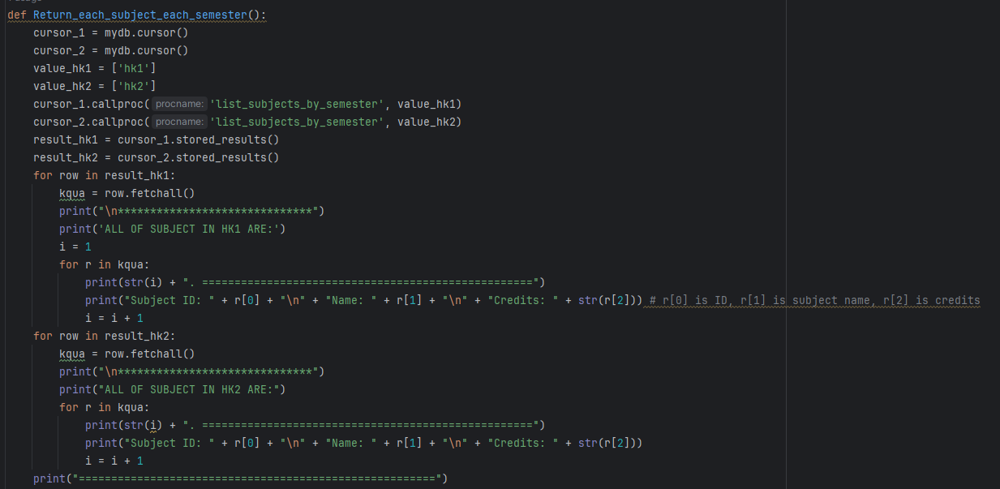 def Return_each_subject_each_semester():
    cursor_1 = mydb.cursor()
    cursor_2 = mydb.cursor()
    value_hk1 = ['hk1']
    value_hk2 = ['hk2']
    cursor_1.callproc( procname: 'list_subjects_by_semester', value_hk1)
    cursor_2.callproc( procname: 'list_subjects_by_semester', value_hk2)
    result_hk1 = cursor_1.stored_results()
    result_hk2 = cursor_2.stored_results()
    for row in result_hk1:
        kqua = row.fetchall()
        print("\n******************************")
        print('ALL OF SUBJECT IN HK1 ARE:')
        i = 1
        for r in kqua:
            print(str(i) + ". ===================================================")
            print("Subject ID: " + r[0] + "\n" + "Name: " + r[1] + "\n" + "Credits: " + str(r[2])) # r[0] is ID, r[1] is subject name, r[2] is credits
            i = i + 1
    for row in result_hk2:
        kqua = row.fetchall()
        print("\n******************************")
        print("ALL OF SUBJECT IN HK2 ARE:")
        for r in kqua:
            print(str(i) + ". ===================================================")
            print("Subject ID: " + r[0] + "\n" + "Name: " + r[1] + "\n" + "Credits: " + str(r[2]))
            i = i + 1
    print("=======================================================")